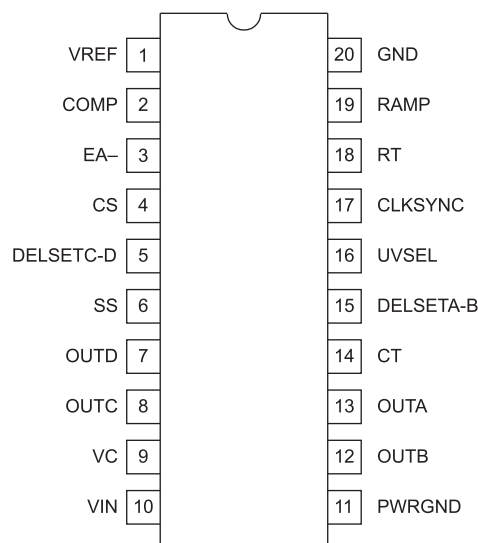 VREF 1 20 GND
COMP 2 19 RAMP
EA– 3 18 RT
CS 4 17 CLKSYNC
DELSETC-D 5 16 UVSEL
SS 6 15 DELSETA-B
OUTD 7 14 CT
OUTC 8 13 OUTA
VC 9 12 OUTB
VIN 10 11 PWRGND